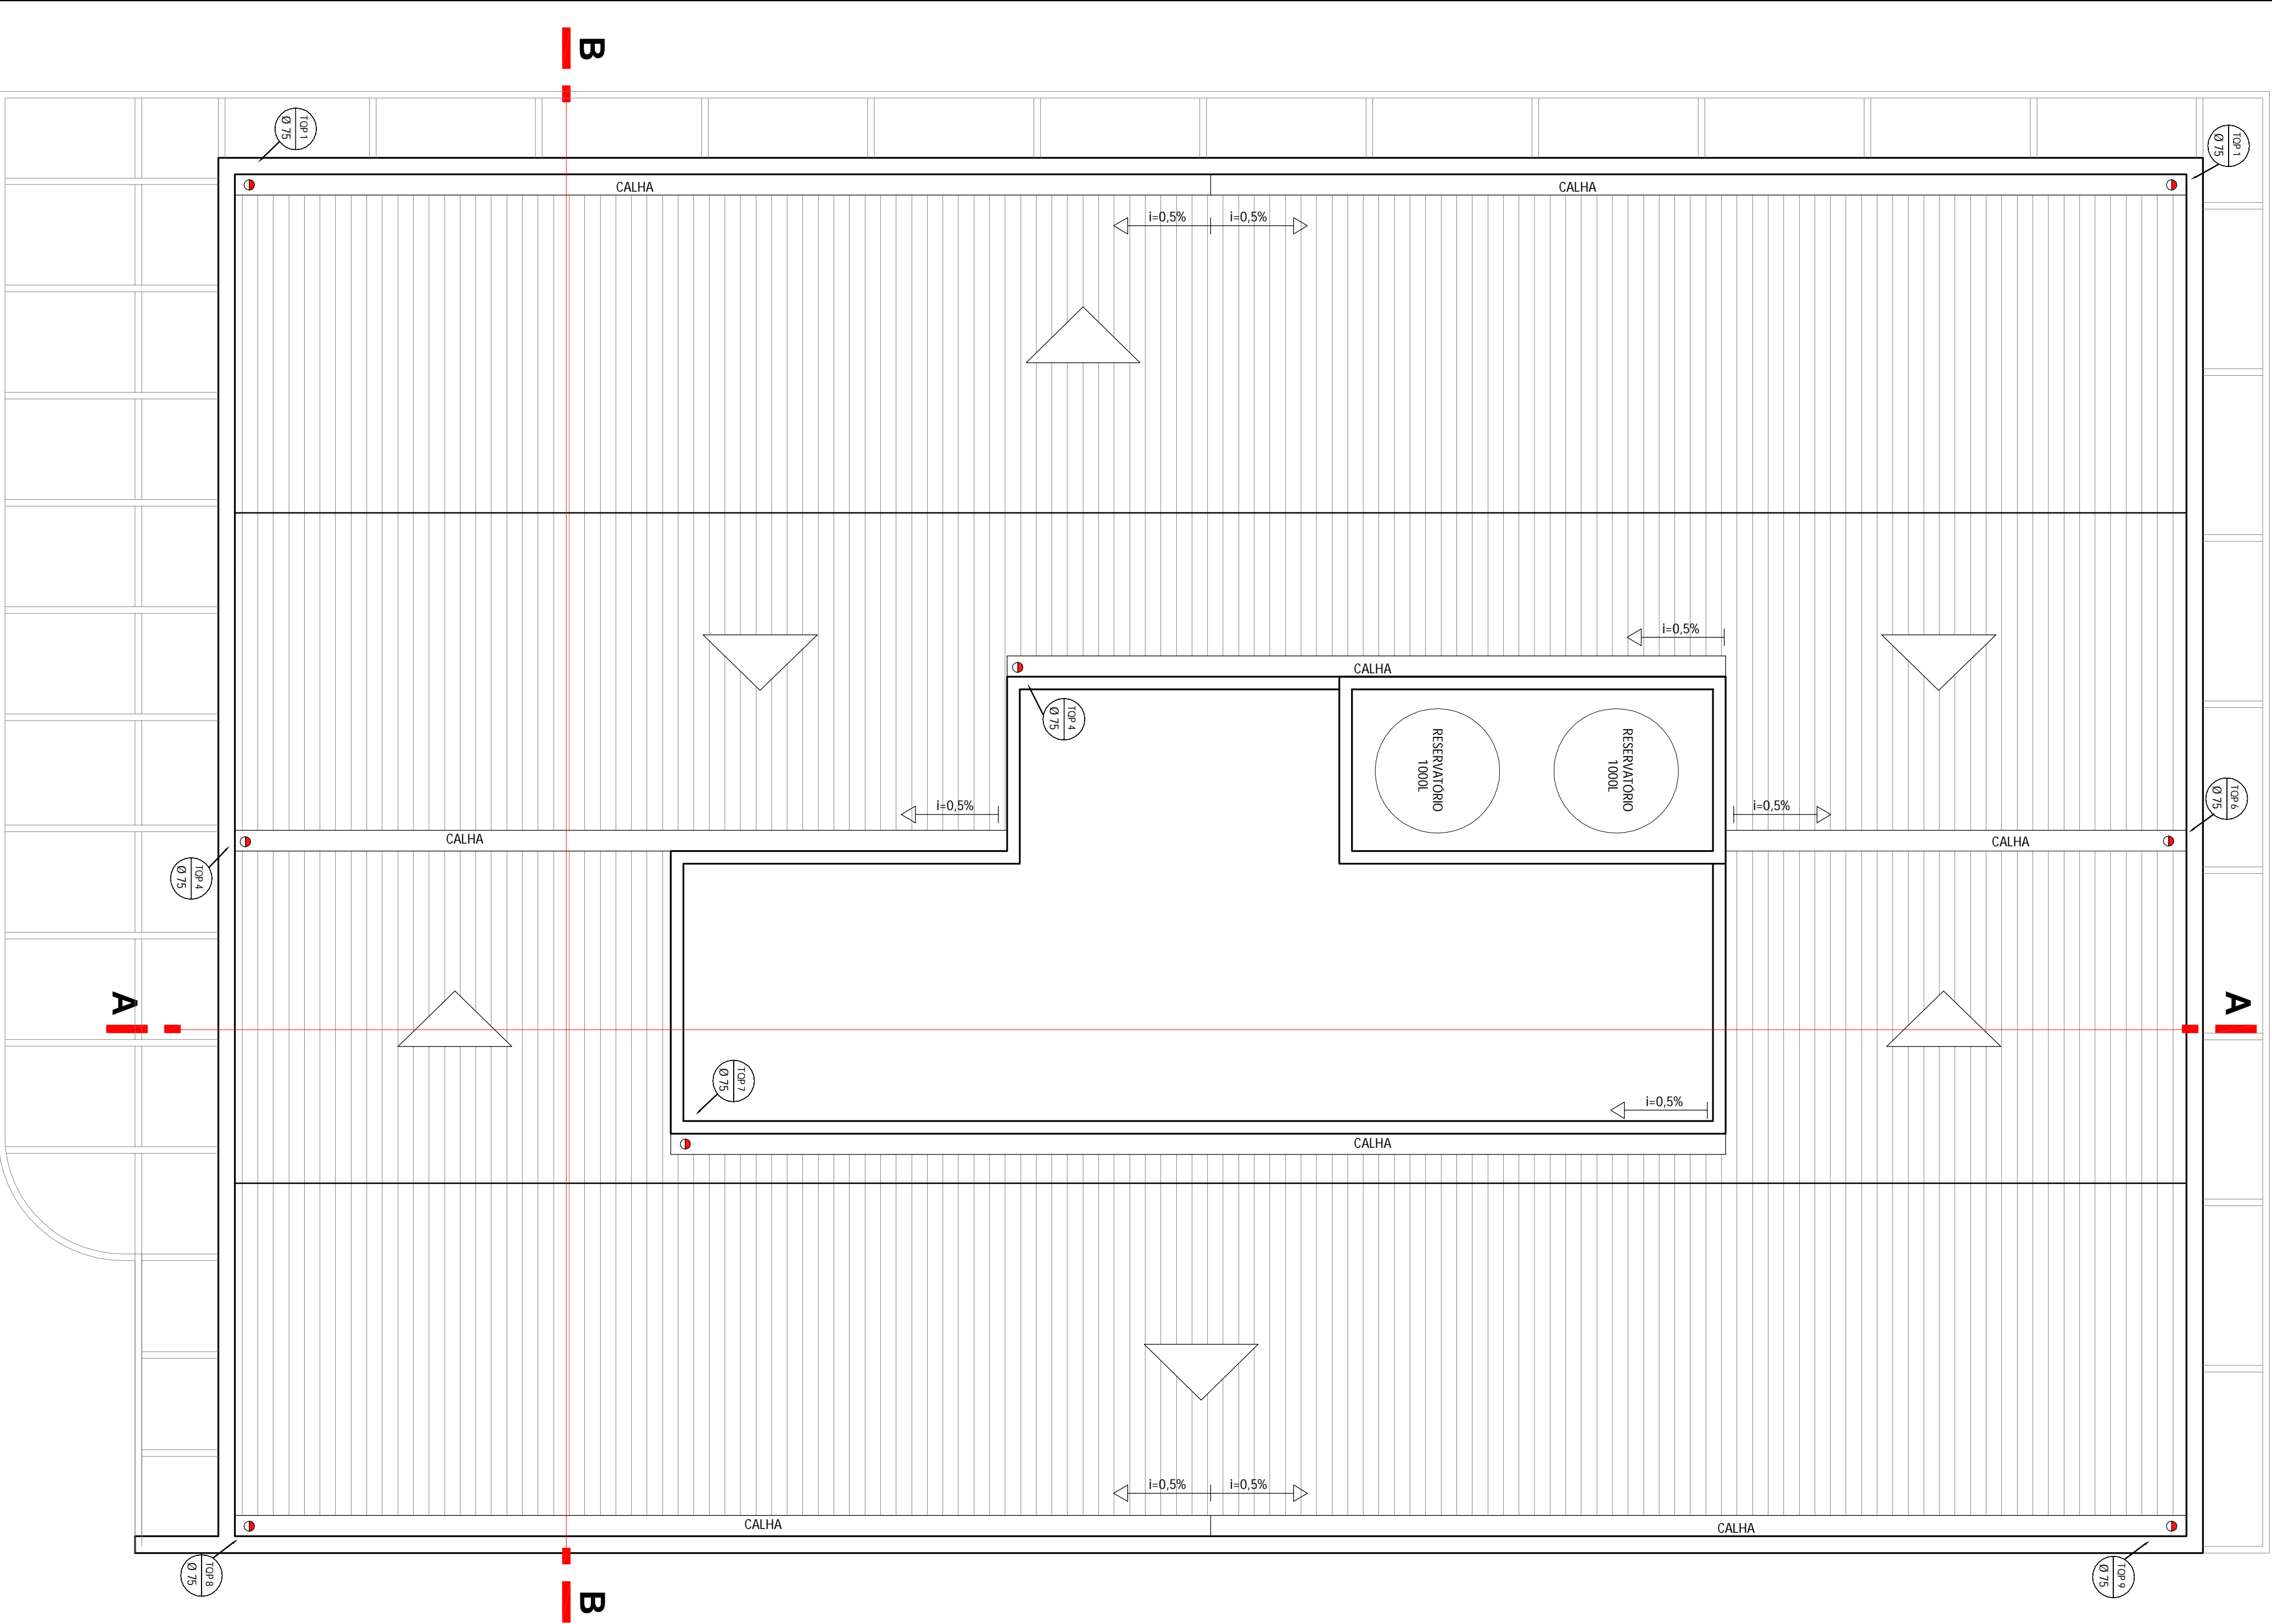 B
TQP 1
Ø 75
TQP 1
Ø 75
CALHA
CALHA
i=0,5%
i=0,5%
i=0,5%
CALHA
TQP 4
Ø 75
RESERVATÓRIO
1000L
RESERVATÓRIO
1000L
TQP 6
Ø 75
i=0,5%
i=0,5%
CALHA
CALHA
TQP 4
Ø 75
A
A
TQP 7
Ø 75
i=0,5%
CALHA
i=0,5%
i=0,5%
CALHA
CALHA
TQP 8
Ø 75
TQP 9
Ø 75
B